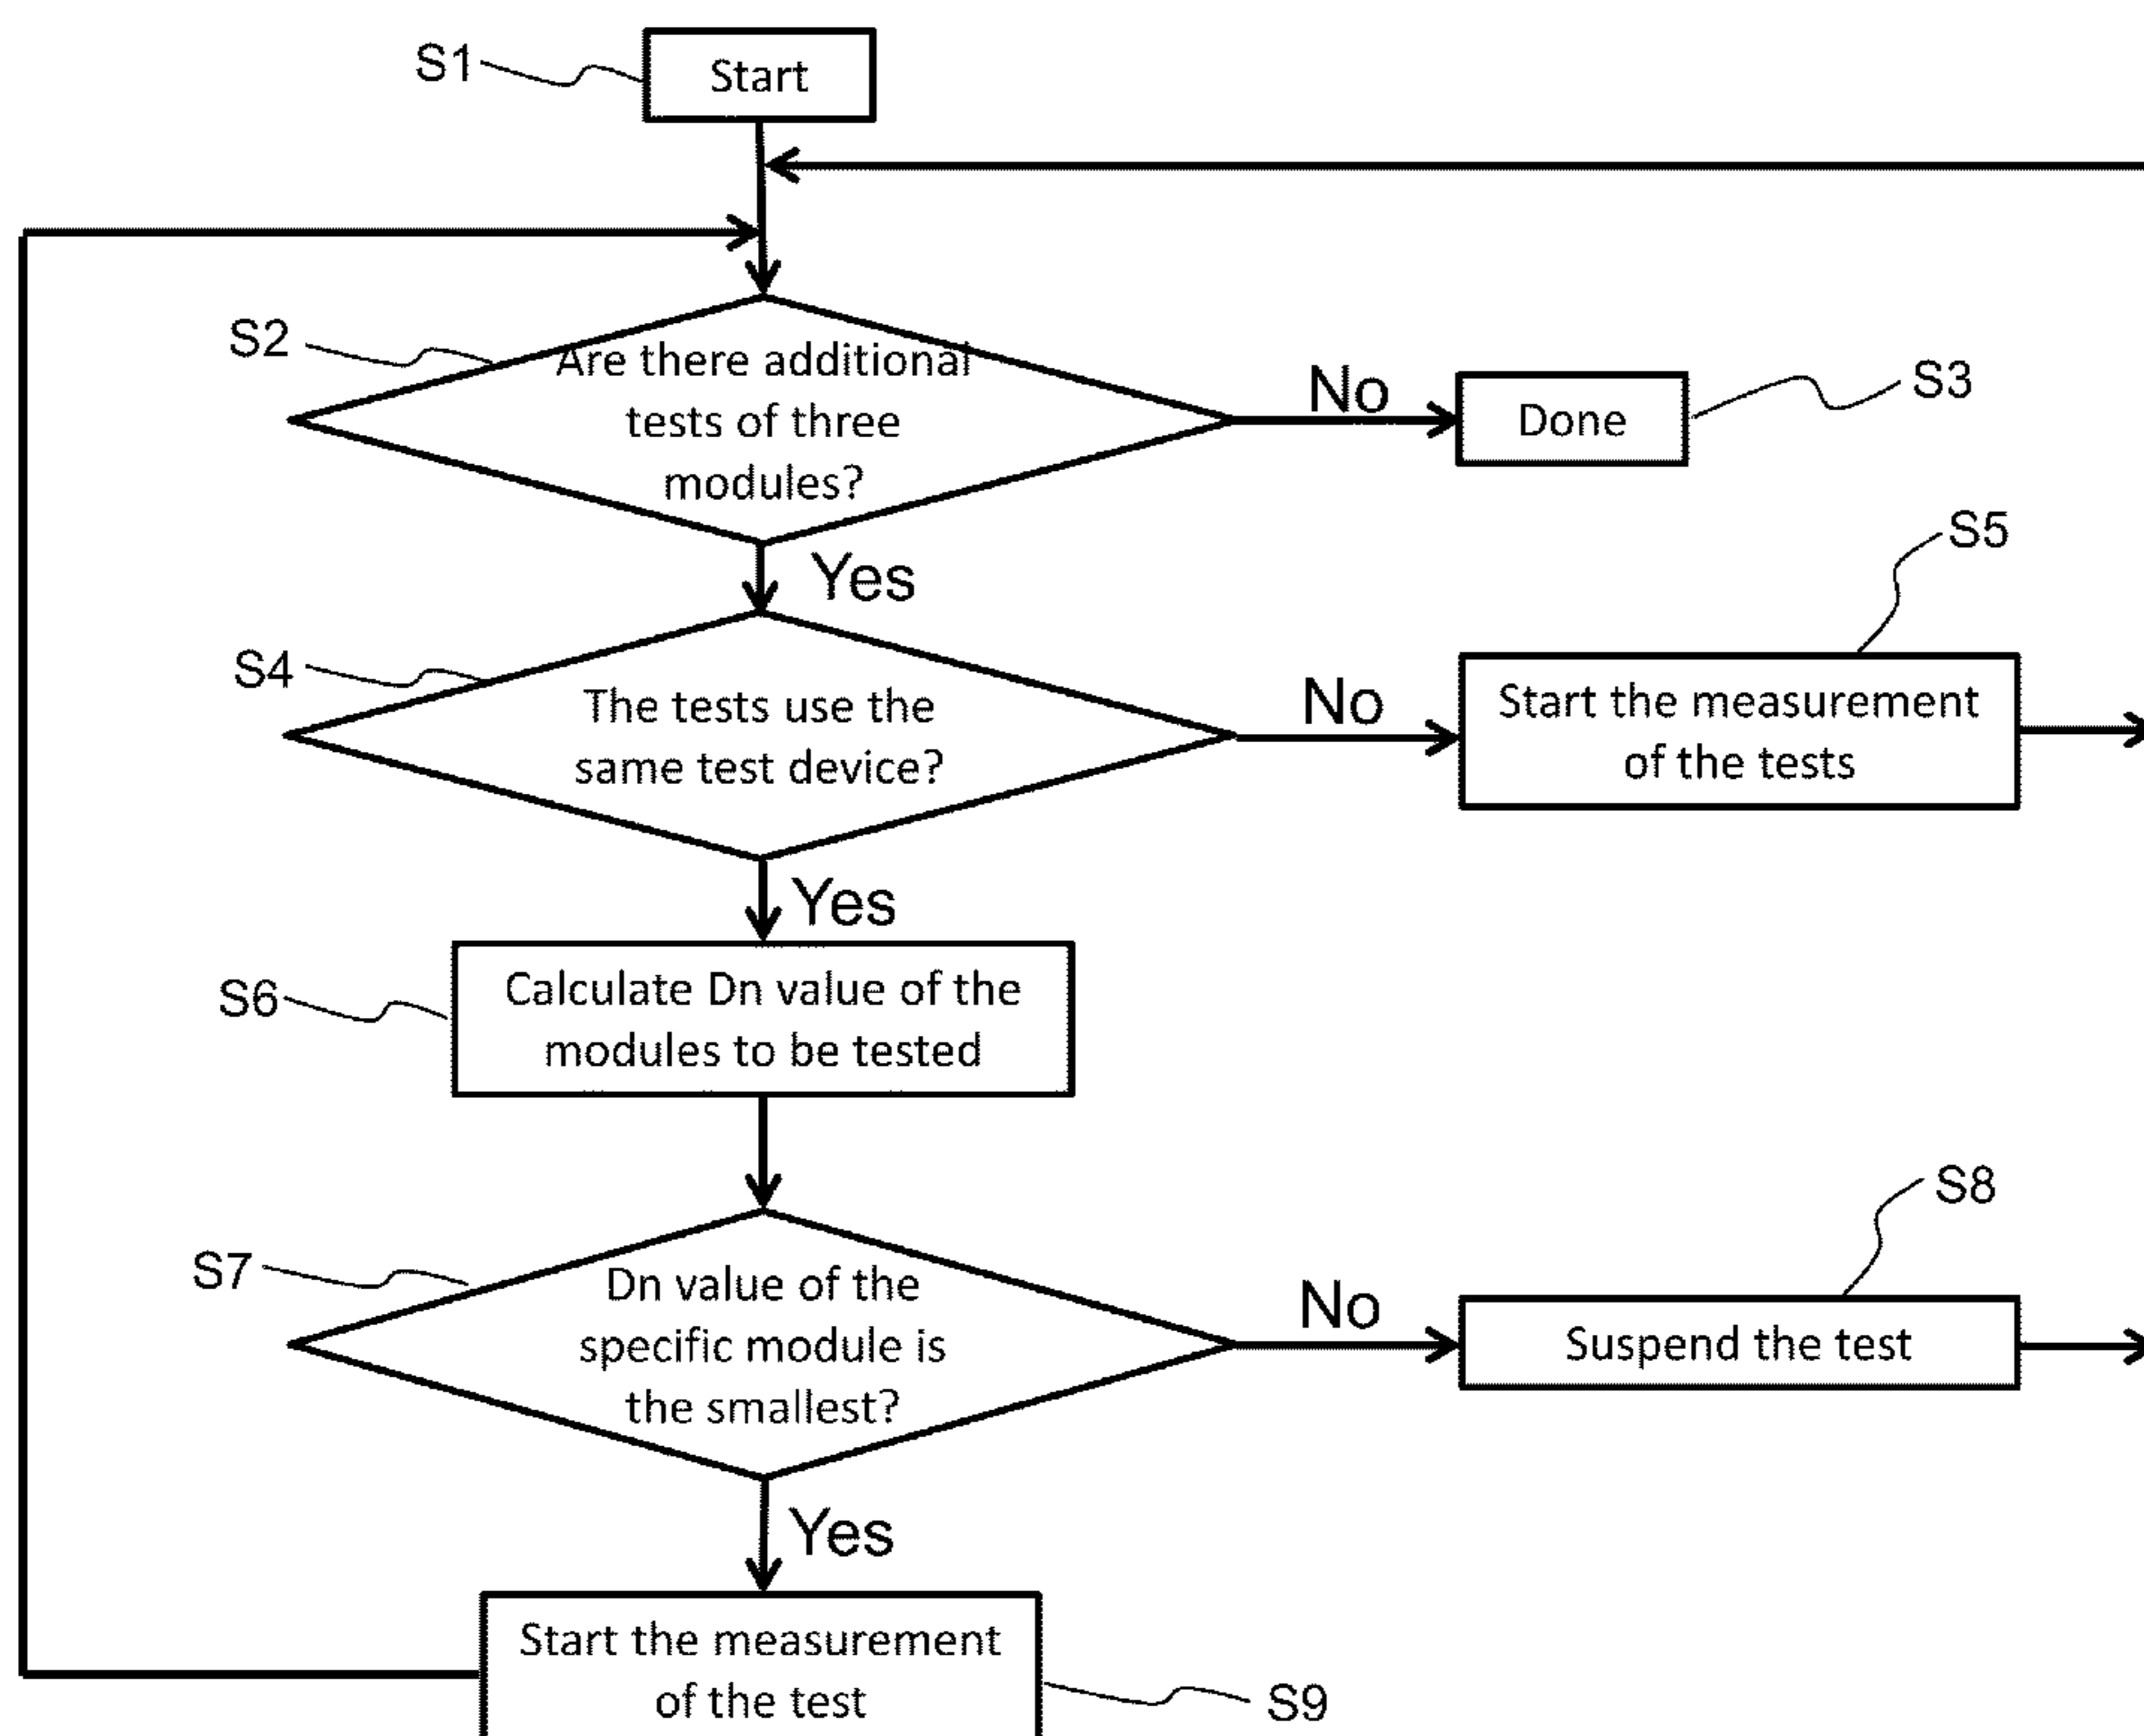 S1
Start
S2
Are there additional
tests of three
modules?
No
Done
S3
Yes
S4
The tests use the
same test device?
No
S5
Start the measurement
of the tests
Yes
S6
Calculate Dn value of the
modules to be tested
S7
Dn value of the
specific module is
the smallest?
No
S8
Suspend the test
Yes
Start the measurement
of the test
S9